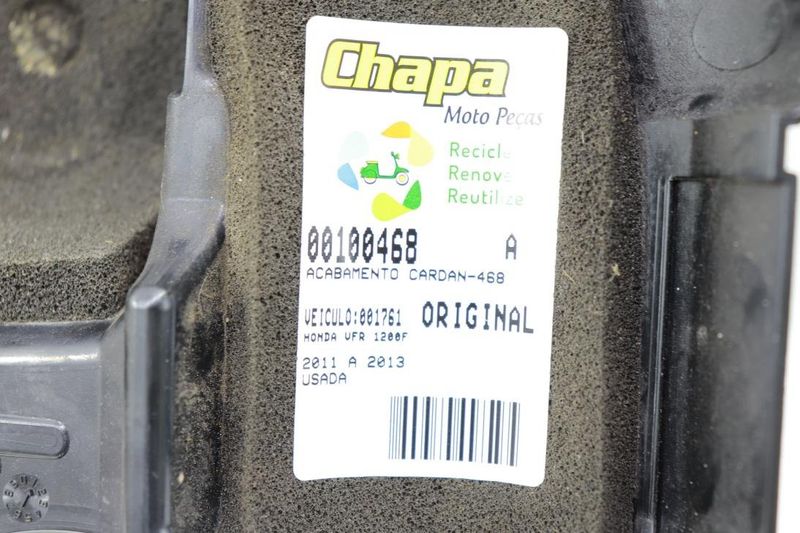 Chapa
Moto Peças
Recicle
Renove
Reutilize
00100468 A
ACABAMENTO CARDAN-468
VEICULO:001761 ORIGINAL
HONDA VFR 1200F
2011 A 2013
USADA